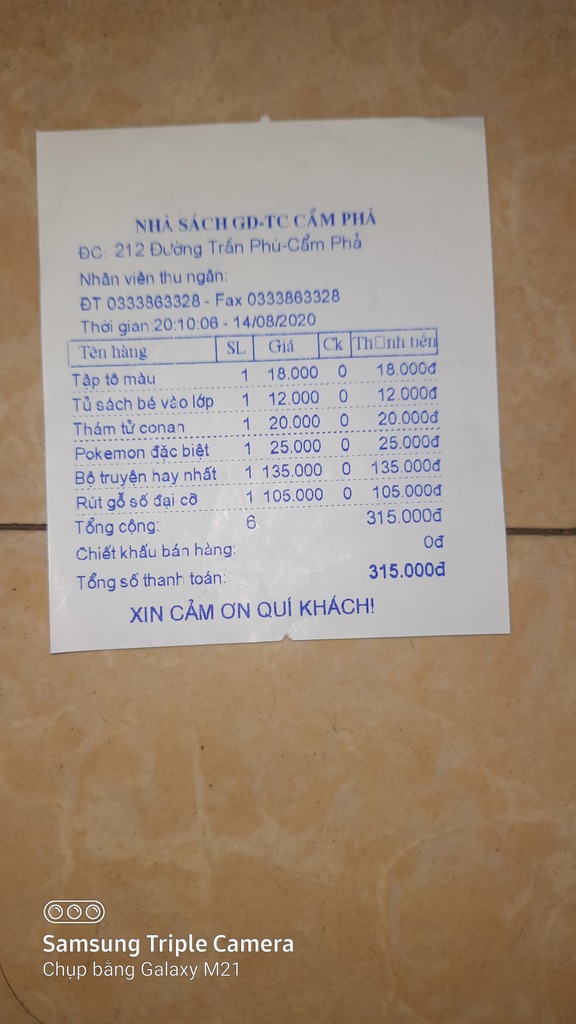 NHÀ SÁCH GD-TC CẨM PHẢ
ĐC: 212 Đường Trần Phú-Cẩm Phả
Nhân viên thu ngân:
ĐT 0333863328 - Fax 0333863328
Thời gian:20:10:06 - 14/08/2020
Tên hàng SL Giá Ck Th□nh tiền
Tập tô màu 1 18.000 0 18.000đ
Tủ sách bé vào lớp 1 12.000 0 12.000đ
Thám tử conan 1 20.000 0 20.000đ
Pokemon đặc biệt 1 25.000 0 25.000đ
Bộ truyện hay nhất 1 135.000 0 135.000đ
Rút gỗ số đại cỡ 1 105.000 0 105.000đ
Tổng cộng: 6 315.000đ
Chiết khấu bán hàng: 0đ
Tổng số thanh toán: 315.000đ
XIN CẢM ƠN QUÍ KHÁCH!
Samsung Triple Camera
Chụp bằng Galaxy M21